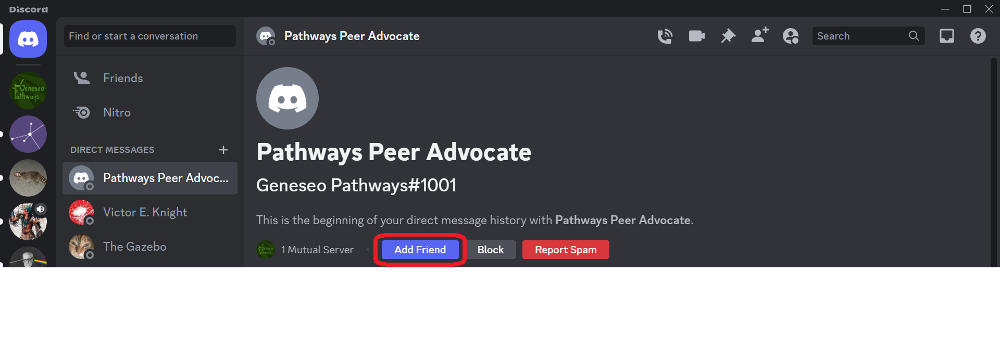 Discord
Find or start a conversation
Pathways Peer Advocate
Search
Geneseo
Pathways
Friends
Nitro
DIRECT MESSAGES
Pathways Peer Advoc...
Victor E. Knight
The Gazebo
Pathways Peer Advocate
Geneseo Pathways#1001
This is the beginning of your direct message history with Pathways Peer Advocate.
Geneseo
Pathways
1 Mutual Server
Add Friend
Block
Report Spam